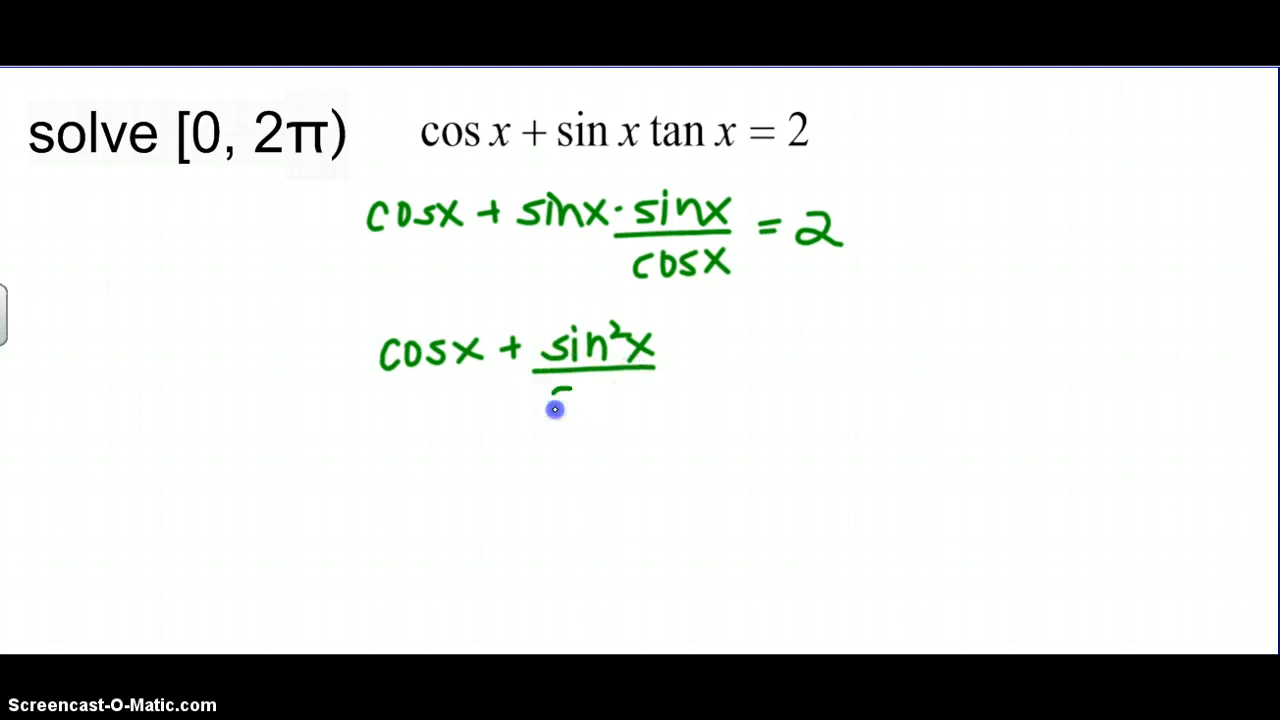 solve [0, 2π) cos x + sin x tan x = 2
cosx + sinx · sinx/cosx = 2
cosx + sin²x
Screencast-O-Matic.com